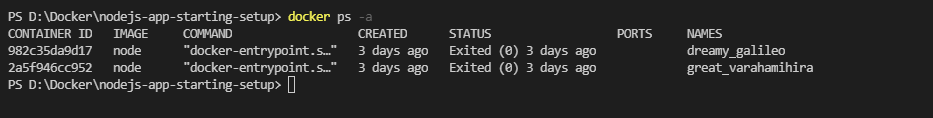 PS D:\Docker\nodejs-app-starting-setup> docker ps -a
CONTAINER ID   IMAGE     COMMAND                  CREATED      STATUS                  PORTS     NAMES
982c35da9d17   node      "docker-entrypoint.s…"   3 days ago   Exited (0) 3 days ago             dreamy_galileo
2a5f946cc952   node      "docker-entrypoint.s…"   3 days ago   Exited (0) 3 days ago             great_varahamihira
PS D:\Docker\nodejs-app-starting-setup>